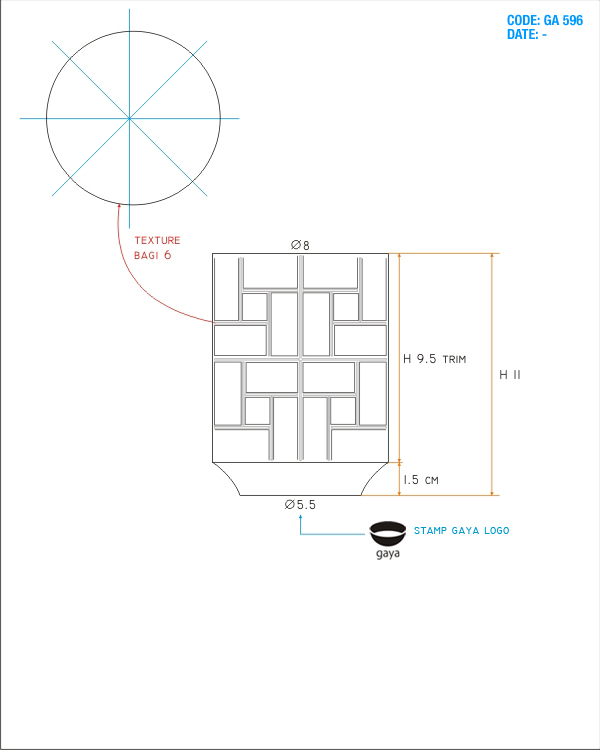 CODE: GA 596
DATE: -
TEXTURE
BAGI 6
Ø8
H 9.5 TRIM
H 11
1.5 CM
Ø5.5
STAMP GAYA LOGO
gaya